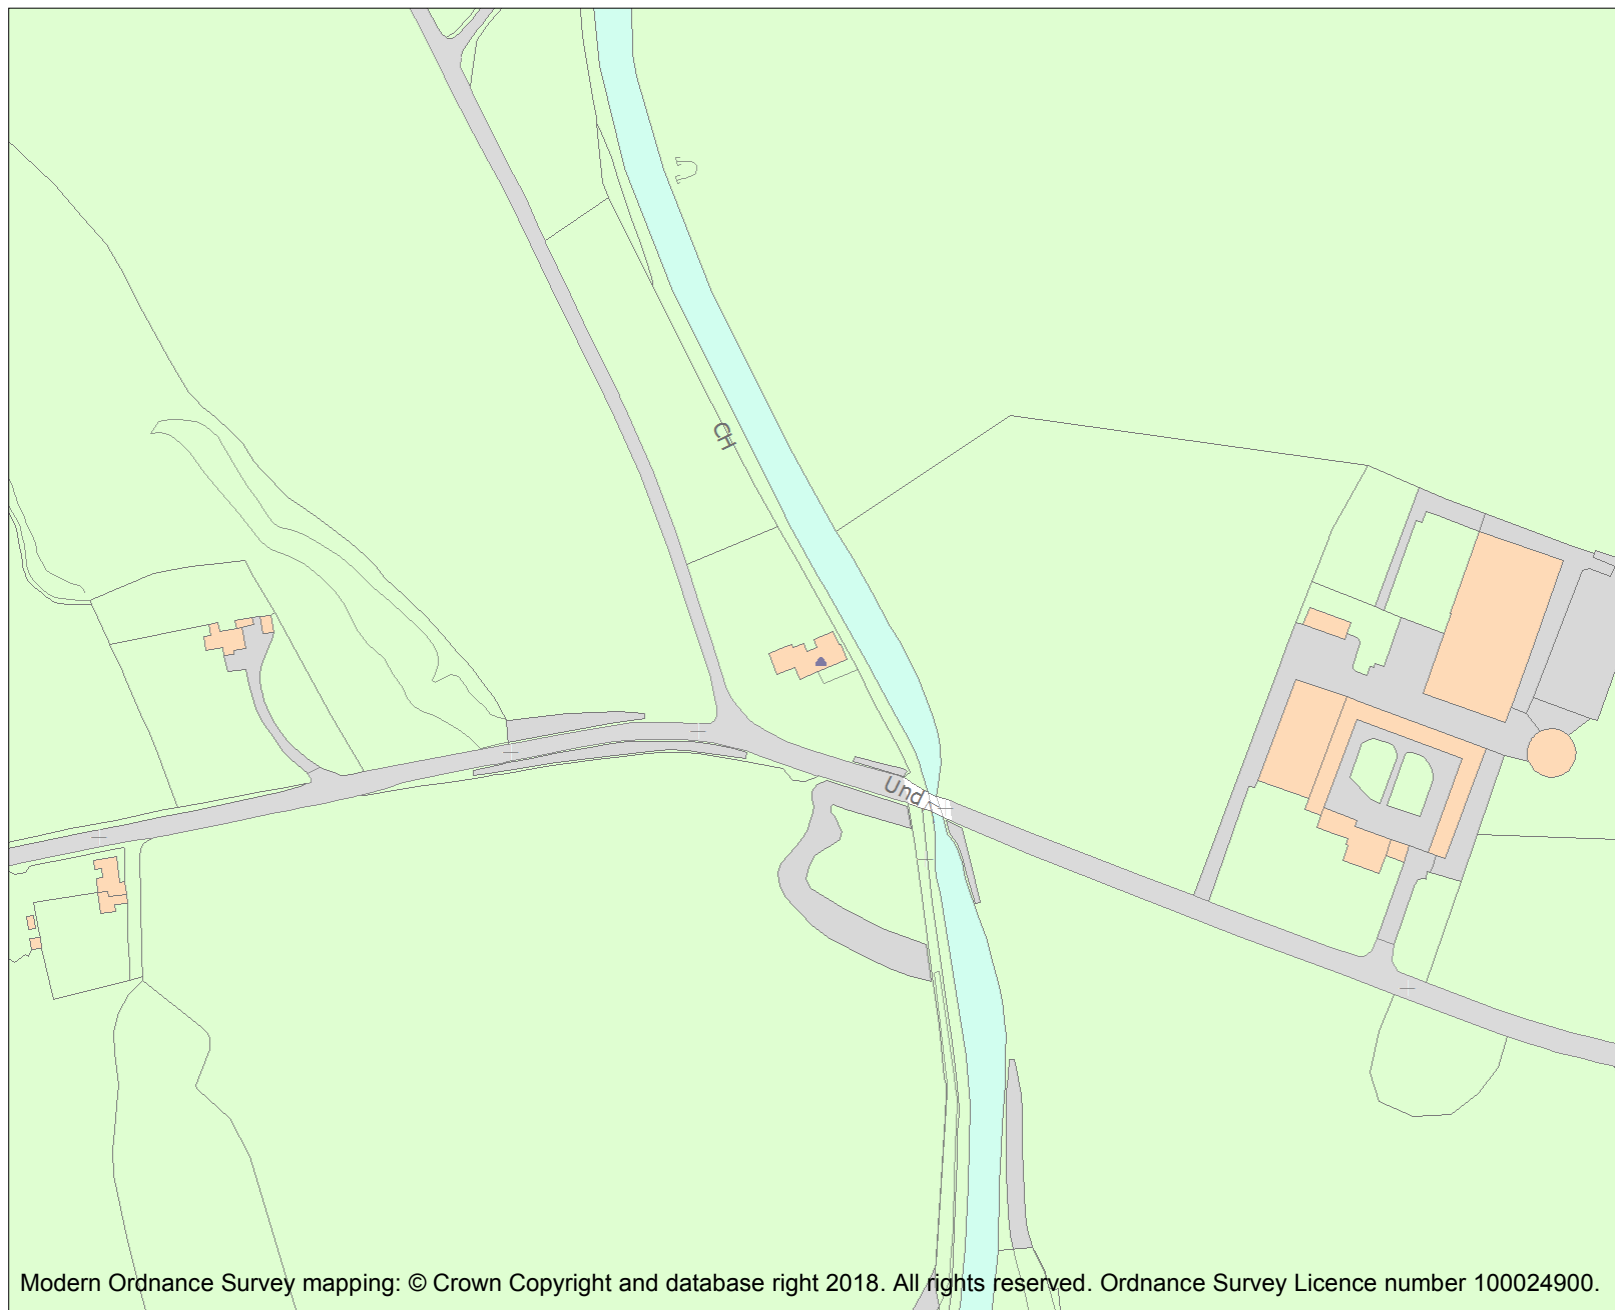 CH
Und
Modern Ordnance Survey mapping: © Crown Copyright and database right 2018. All rights reserved. Ordnance Survey Licence number 100024900.